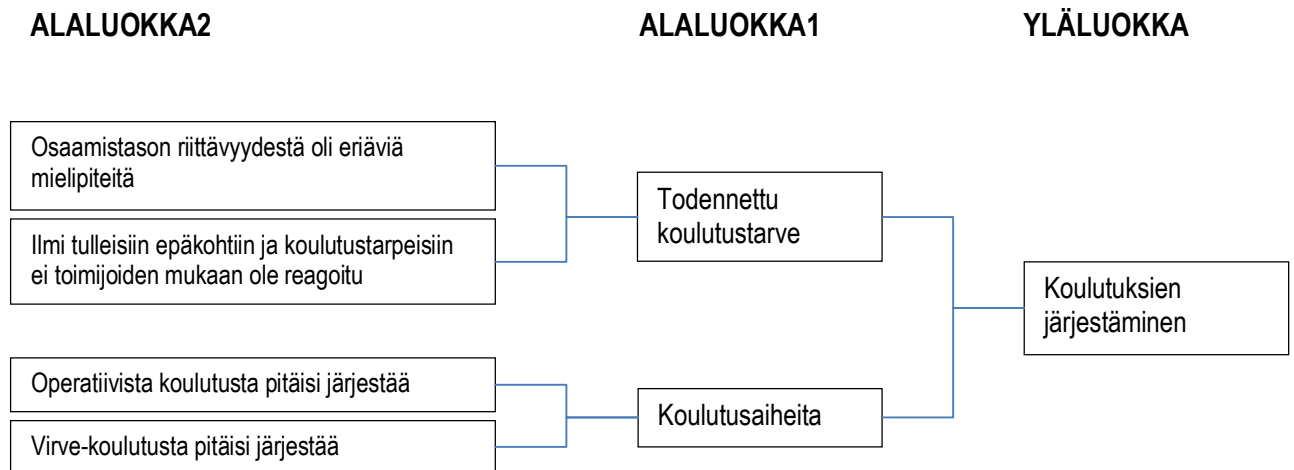 ALALUOKKA2 ALALUOKKA1 YLÄLUOKKA
Osaamistason riittävyydestä oli eriäviä
mielipiteitä
Ilmi tulleisiin epäkohtiin ja koulutustarpeisiin
ei toimijoiden mukaan ole reagoitu
Todennettu
koulutustarve
Koulutuksien
järjestäminen
Operatiivista koulutusta pitäisi järjestää
Virve-koulutusta pitäisi järjestää
Koulutusaiheita